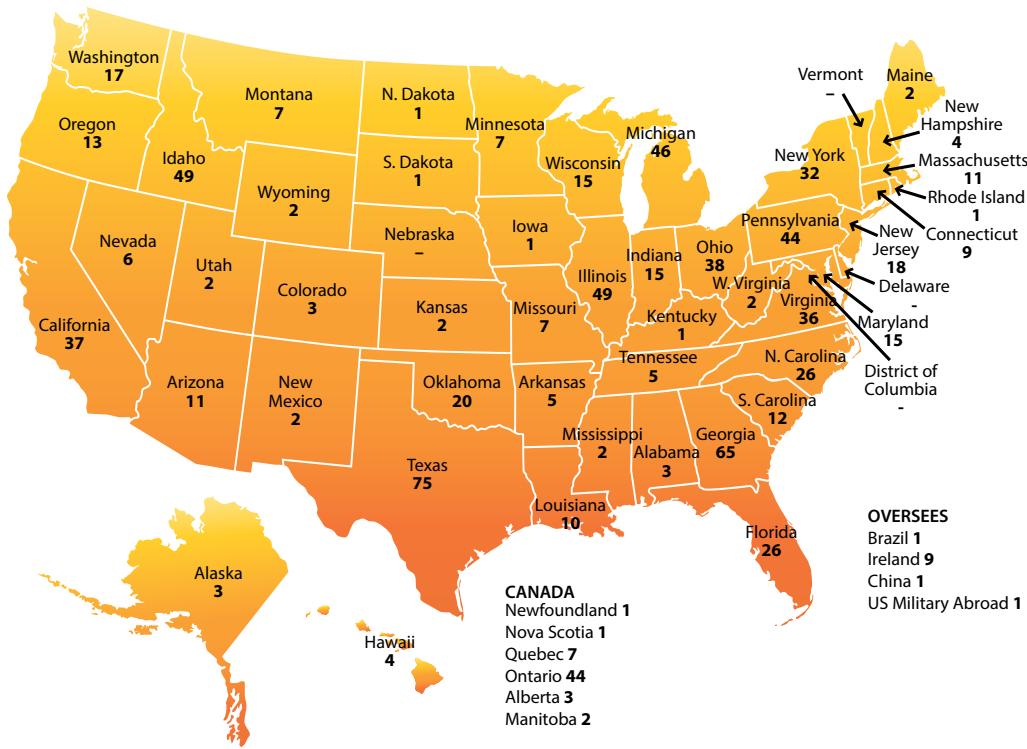 Washington
17
Oregon
13
Idaho
49
Montana
7
Wyoming
2
N. Dakota
1
S. Dakota
1
Nebraska
–
Minnesota
7
Wisconsin
15
Michigan
46
Iowa
1
Nevada
6
Utah
2
Colorado
3
Kansas
2
Missouri
7
Illinois
49
Indiana
15
Ohio
38
W. Virginia
2
Virginia
36
Kentucky
1
Tennessee
5
N. Carolina
26
S. Carolina
12
California
37
Arizona
11
New
Mexico
2
Oklahoma
20
Arkansas
5
Texas
75
Louisiana
10
Mississippi
2
Alabama
3
Georgia
65
Florida
26
New York
32
Pennsylvania
44
Vermont
–
Maine
2
New
Hampshire
4
Massachusetts
11
Rhode Island
1
Connecticut
9
New
Jersey
18
Delaware
-
Maryland
15
District of
Columbia
-
Alaska
3
Hawaii
4
CANADA
Newfoundland 1
Nova Scotia 1
Quebec 7
Ontario 44
Alberta 3
Manitoba 2
OVERSEES
Brazil 1
Ireland 9
China 1
US Military Abroad 1